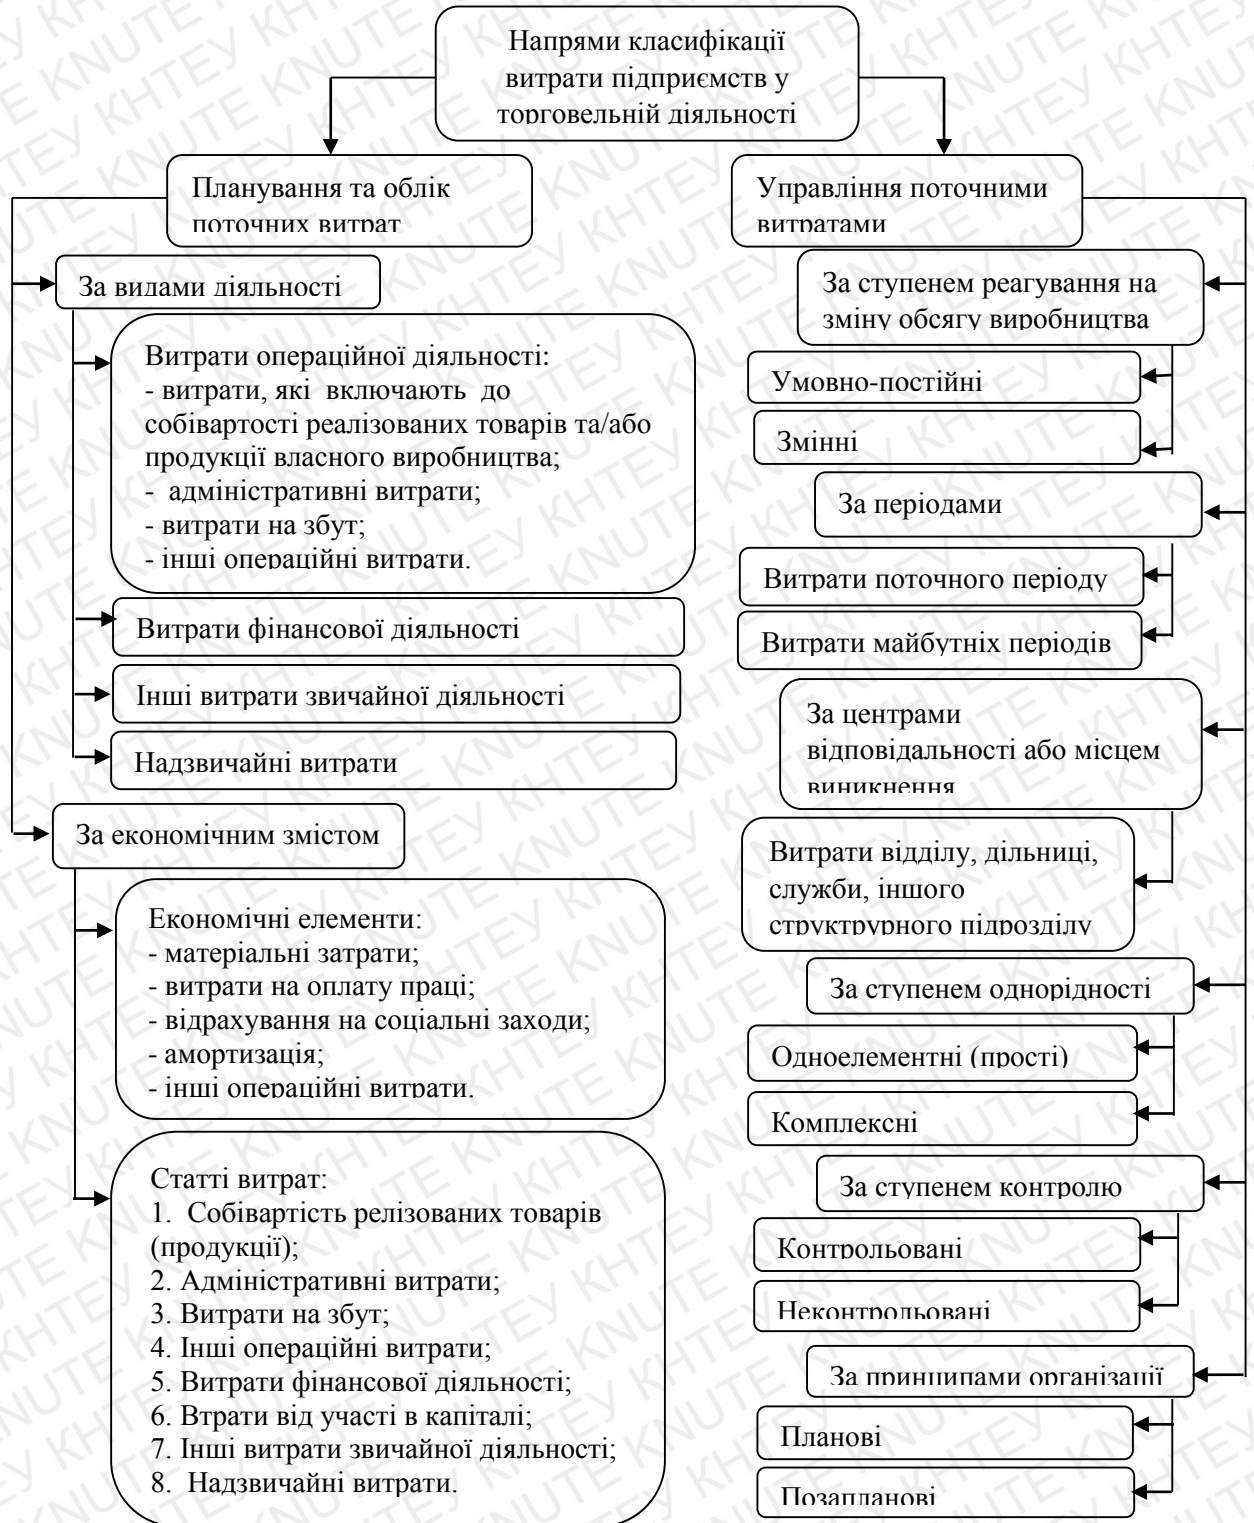 Напрями класифікації
витрати підприємств у
торговельній діяльності
Планування та облік
поточних витрат
За видами діяльності
Витрати операційної діяльності:
- витрати, які включають до
собівартості реалізованих товарів та/або
продукції власного виробництва;
- адміністративні витрати;
- витрати на збут;
- інші операційні витрати.
Витрати фінансової діяльності
Інші витрати звичайної діяльності
Надзвичайні витрати
За економічним змістом
Економічні елементи:
- матеріальні затрати;
- витрати на оплату праці;
- відрахування на соціальні заходи;
- амортизація;
- інші операційні витрати.
Статті витрат:
1. Собівартість релізованих товарів
(продукції);
2. Адміністративні витрати;
3. Витрати на збут;
4. Інші операційні витрати;
5. Витрати фінансової діяльності;
6. Втрати від участі в капіталі;
7. Інші витрати звичайної діяльності;
8. Надзвичайні витрати.
Управління поточними
витратами
За ступенем реагування на
зміну обсягу виробництва
Умовно-постійні
Змінні
За періодами
Витрати поточного періоду
Витрати майбутніх періодів
За центрами
відповідальності або місцем
виникнення
Витрати відділу, дільниці,
служби, іншого
структурного підрозділу
За ступенем однорідності
Одноелементні (прості)
Комплексні
За ступенем контролю
Контрольовані
Неконтрольовані
За принципами організації
Планові
Позапланові